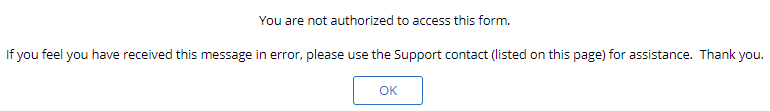 You are not authorized to access this form.
If you feel you have received this message in error, please use the Support contact (listed on this page) for assistance.  Thank you.
OK